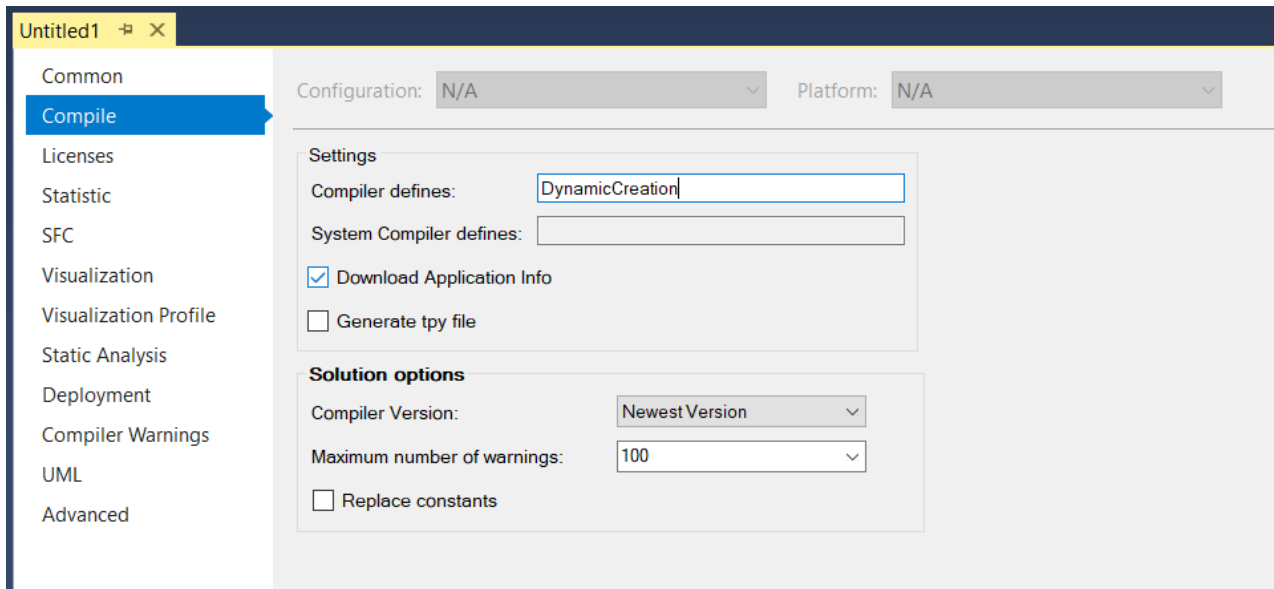 Untitled1
Common
Compile
Licenses
Statistic
SFC
Visualization
Visualization Profile
Static Analysis
Deployment
Compiler Warnings
UML
Advanced
Configuration: N/A Platform: N/A
Settings
Compiler defines: DynamicCreation
System Compiler defines:
Download Application Info
Generate tpy file
Solution options
Compiler Version: Newest Version
Maximum number of warnings: 100
Replace constants